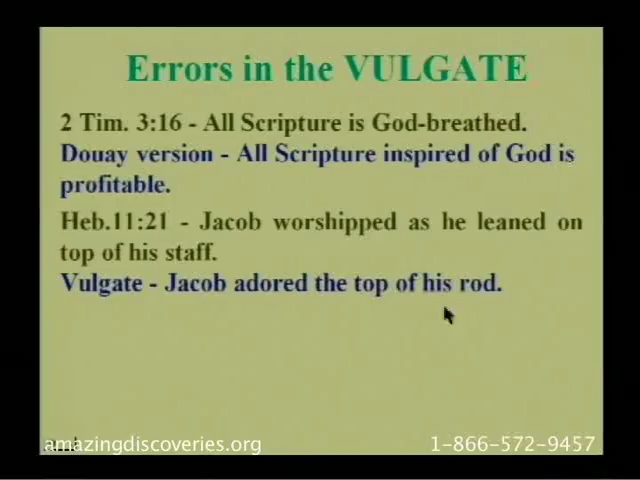 Errors in the VULGATE
2 Tim. 3:16 - All Scripture is God-breathed.
Douay version - All Scripture inspired of God is
profitable.
Heb.11:21 - Jacob worshipped as he leaned on
top of his staff.
Vulgate - Jacob adored the top of his rod.
amazingdiscoveries.org
1-866-572-9457